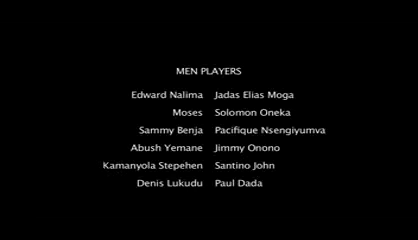 MEN PLAYERS
Edward Nalima Jadas Elias Moga
Moses Solomon Oneka
Sammy Benja Pacifique Nsengiyumva
Abush Yemane Jimmy Onono
Kamanyola Stepehen Santino John
Denis Lukudu Paul Dada